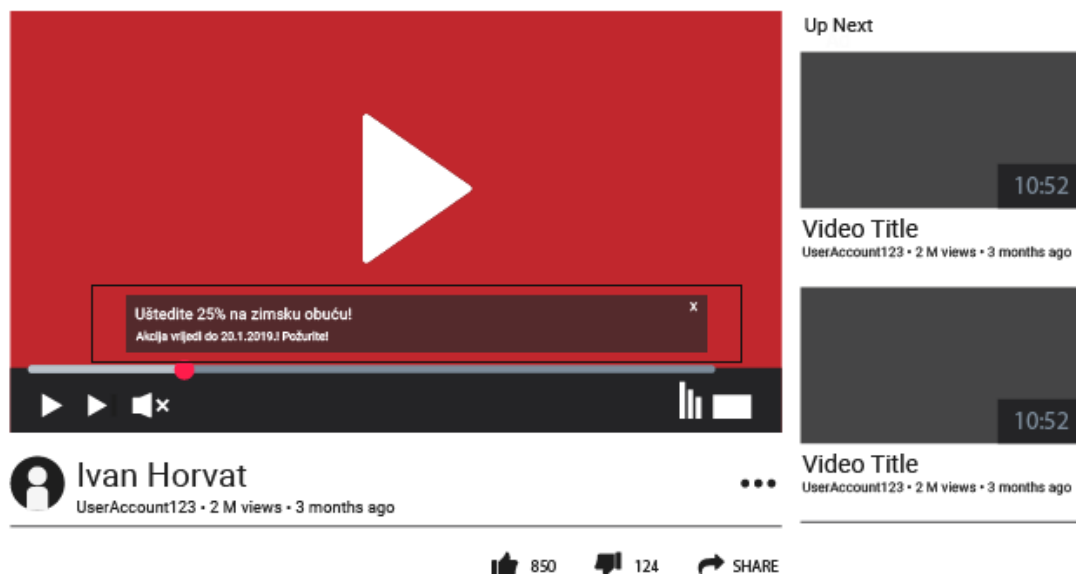 Up Next
10:52
Video Title
UserAccount123 • 2 M views • 3 months ago
Uštedite 25% na zimsku obuću!
x
Akcija vrijedi do 20.1.2019.! Požurite!
10:52
Video Title
UserAccount123 • 2 M views • 3 months ago
Ivan Horvat
UserAccount123 • 2 M views • 3 months ago
850
124
SHARE